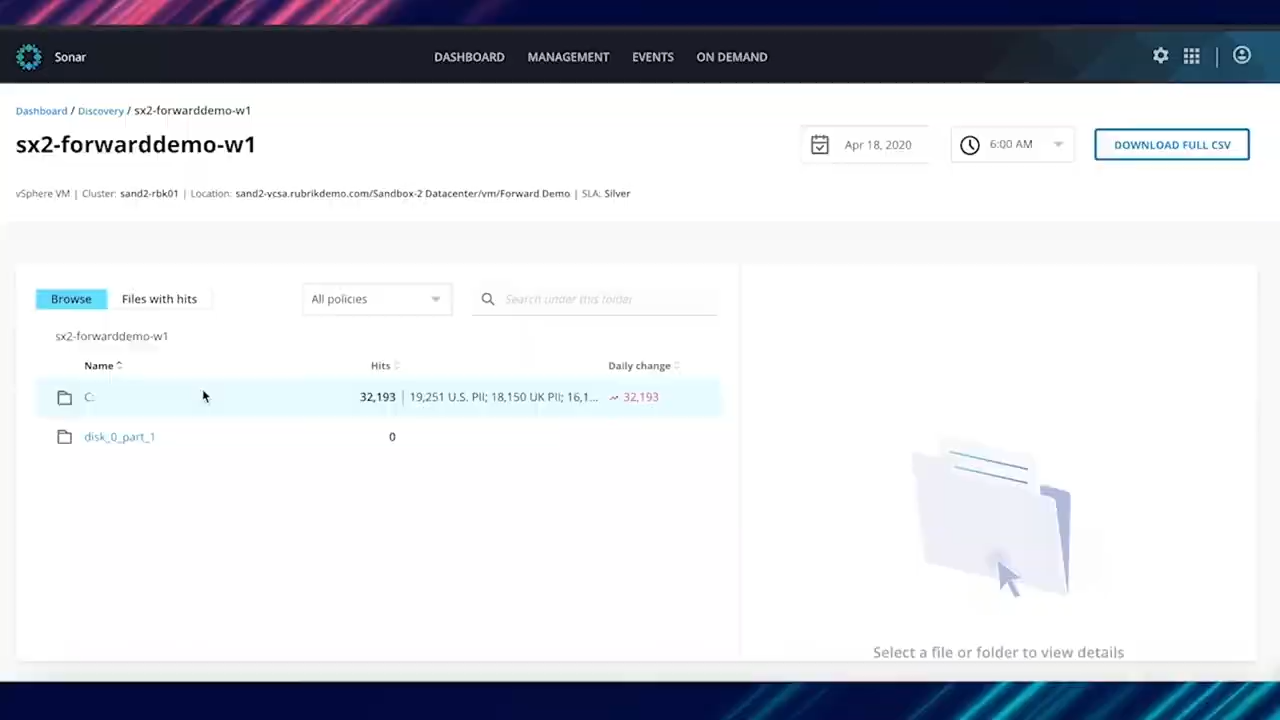 Sonar
DASHBOARD MANAGEMENT EVENTS ON DEMAND
Dashboard / Discovery / sx2-forwarddemo-w1
sx2-forwarddemo-w1
Apr 18, 2020
6:00 AM
DOWNLOAD FULL CSV
vSphere VM | Cluster: sand2-rbk01 | Location: sand2-vcsa.rubrikdemo.com/Sandbox-2 Datacenter/vm/Forward Demo | SLA: Silver
Browse Files with hits All policies Search under this folder
sx2-forwarddemo-w1
Name Hits Daily change
C: 32,193 | 19,251 U.S. PII; 18,150 UK PII; 16,1... 32,193
disk_0_part_1 0
Select a file or folder to view details